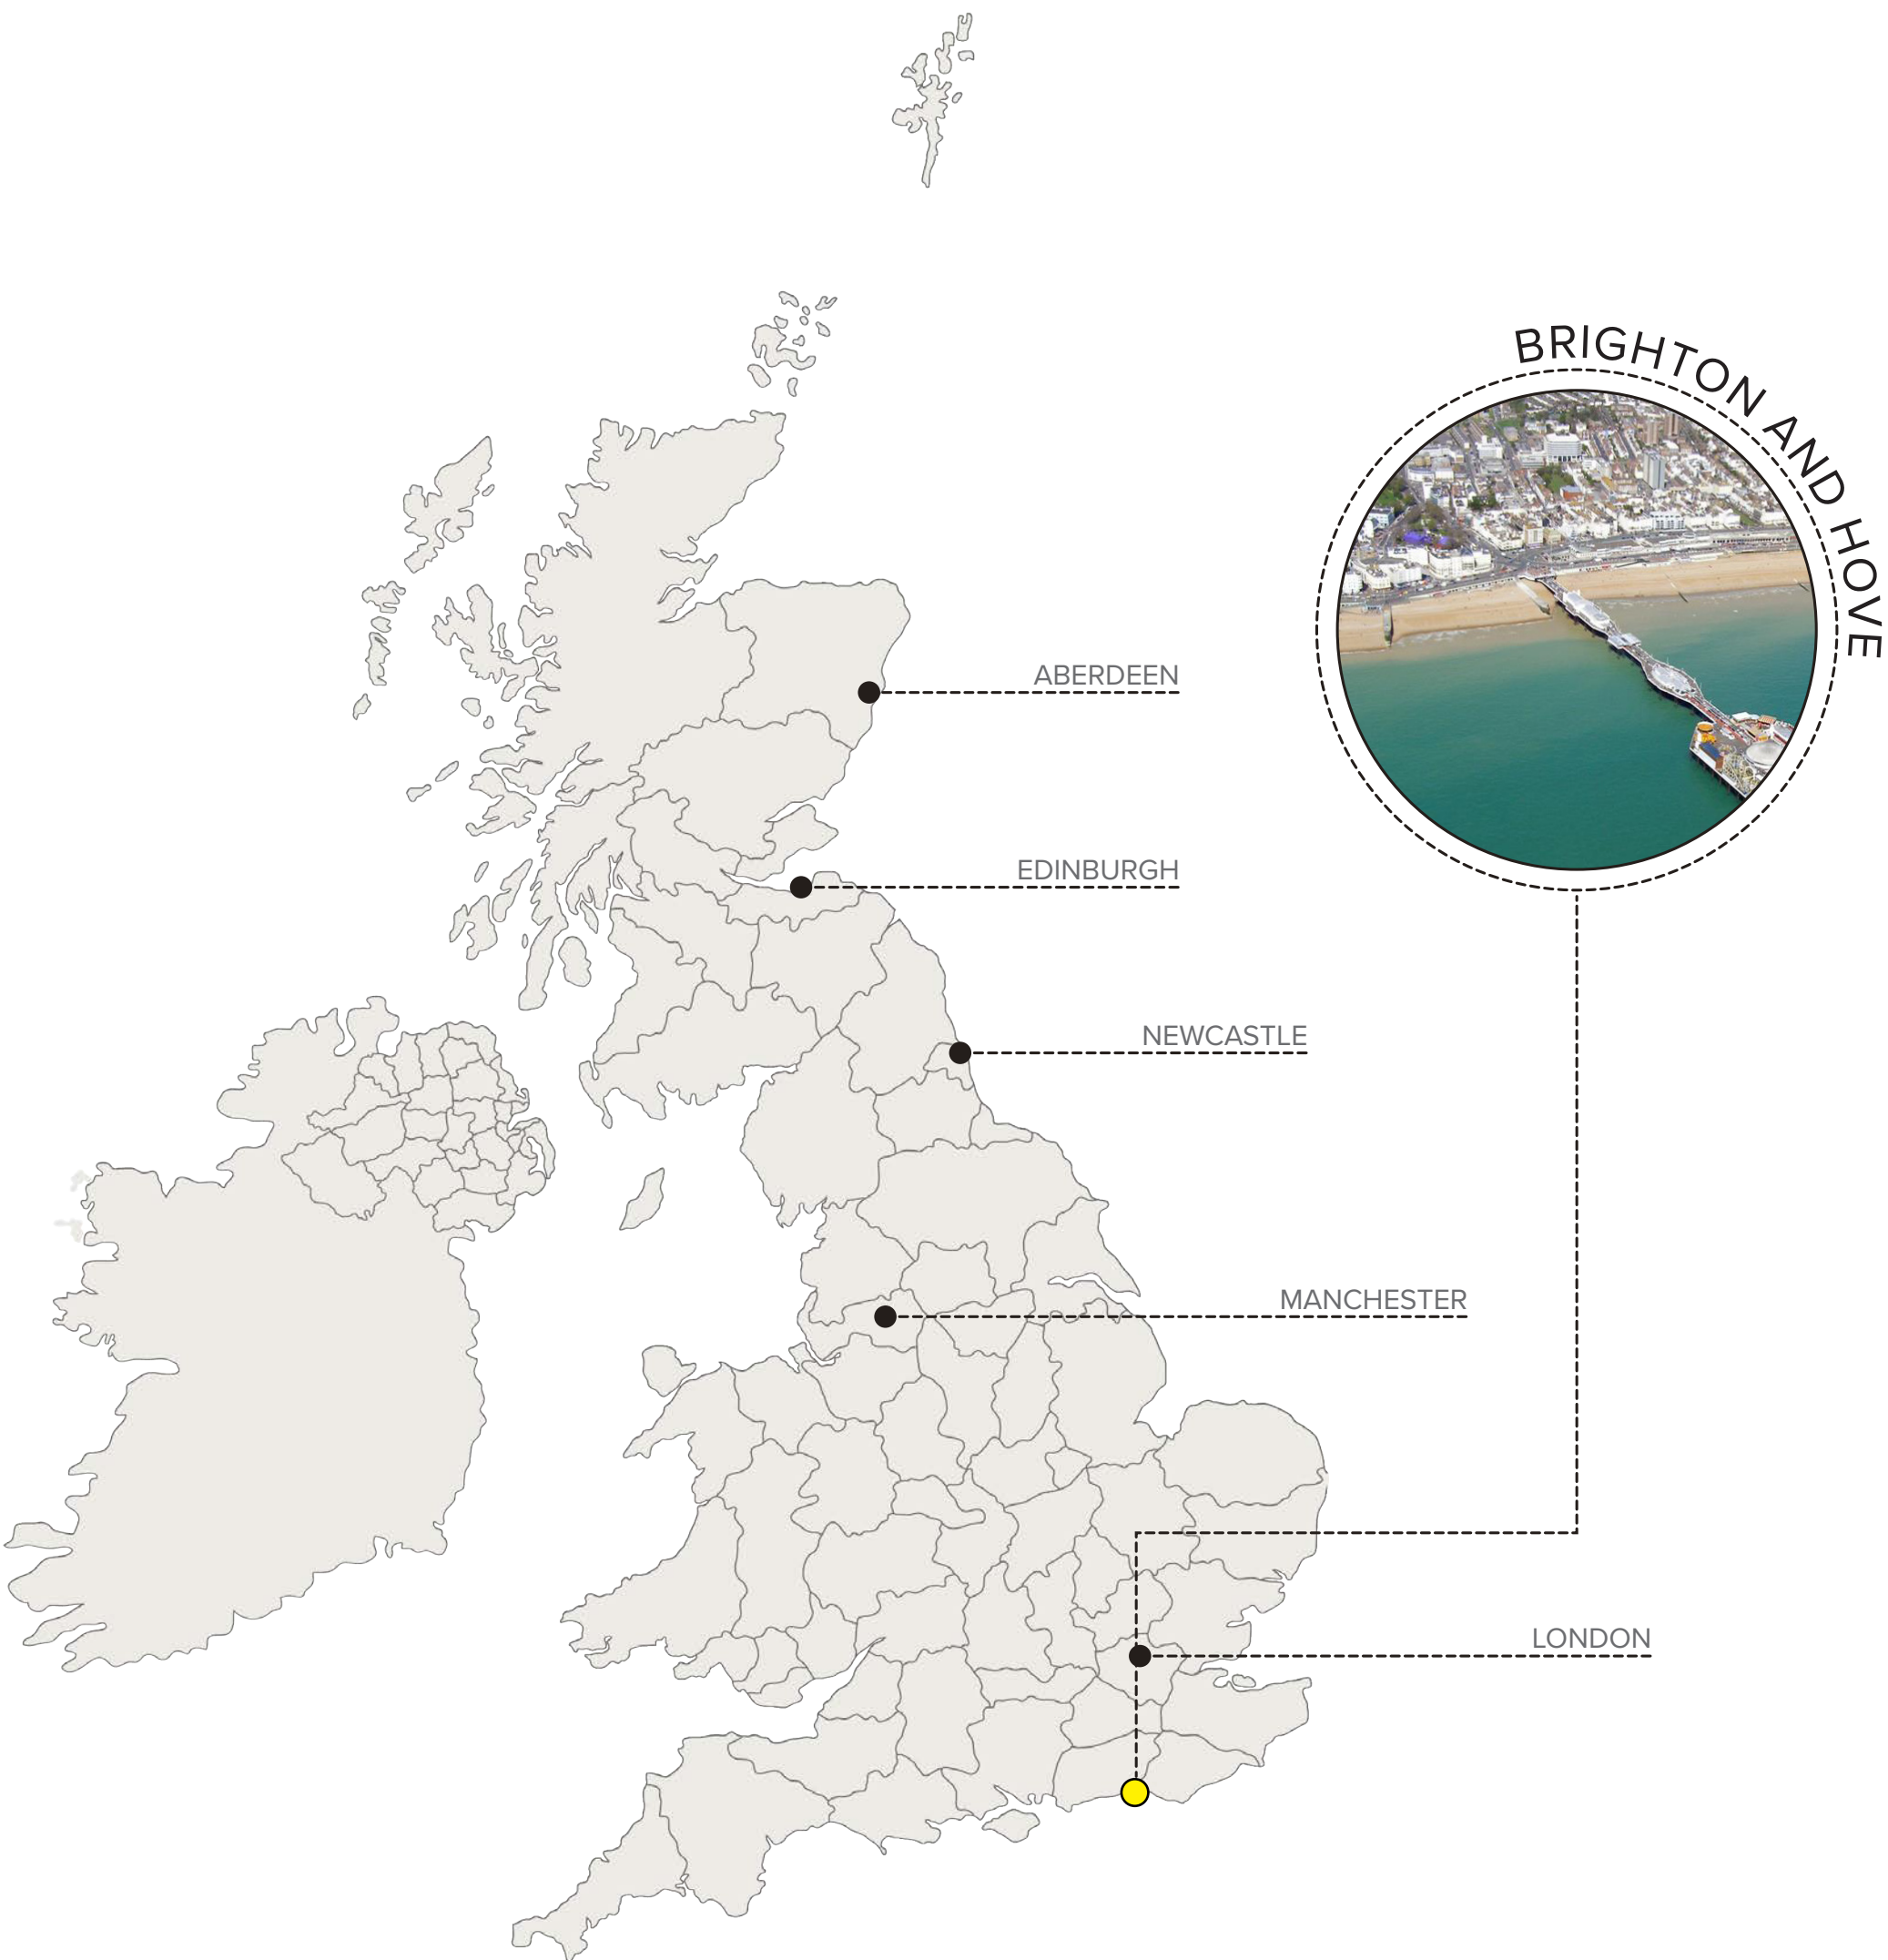 BRIGHTON AND HOVE
ABERDEEN
EDINBURGH
NEWCASTLE
MANCHESTER
LONDON